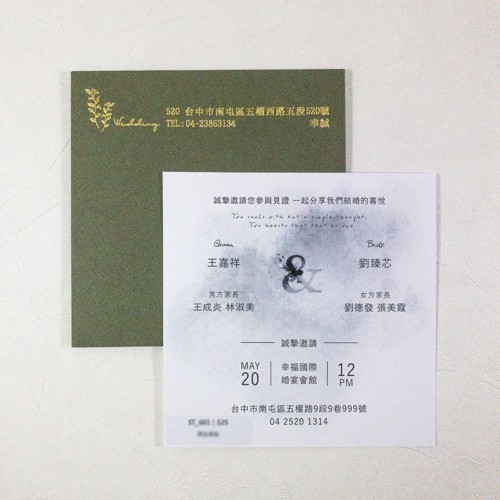 Wedding
520 台中市南屯區五權西路五段520號
TEL:04-23863134
誠摯邀請您參與見證 一起分享我們結婚的喜悅
Two souls with but a single thought;
Two hearts that beat as one
Groom
Bride
王嘉祥 & 劉臻芯
男方家長
女方家長
王成炎 林淑美
劉德發 張美霞
誠摯邀請
MAY 20
幸福國際
婚宴會館
12 PM
台中市南屯區五權路9段9巷999號
04 2520 1314
ST_601 | $25